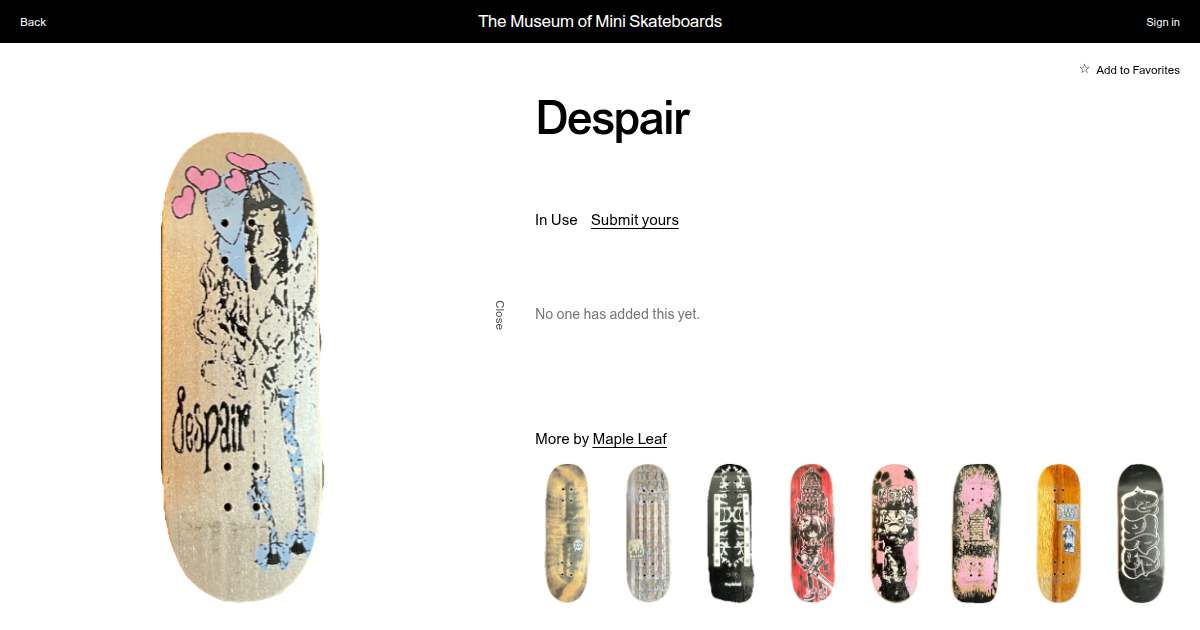 Back
The Museum of Mini Skateboards
Sign in
☆ Add to Favorites
Despair
In Use Submit yours
Close
No one has added this yet.
despair
More by Maple Leaf